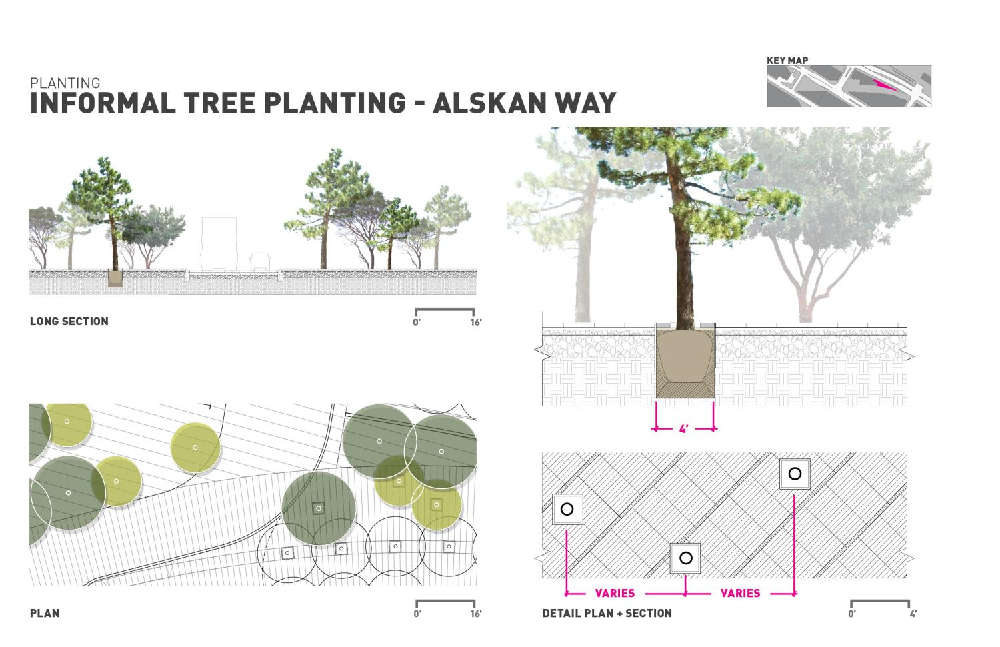 KEY MAP
PLANTING
INFORMAL TREE PLANTING - ALSKAN WAY
LONG SECTION
0' 16'
4'
VARIES VARIES
PLAN
0' 16'
DETAIL PLAN + SECTION
0' 4'